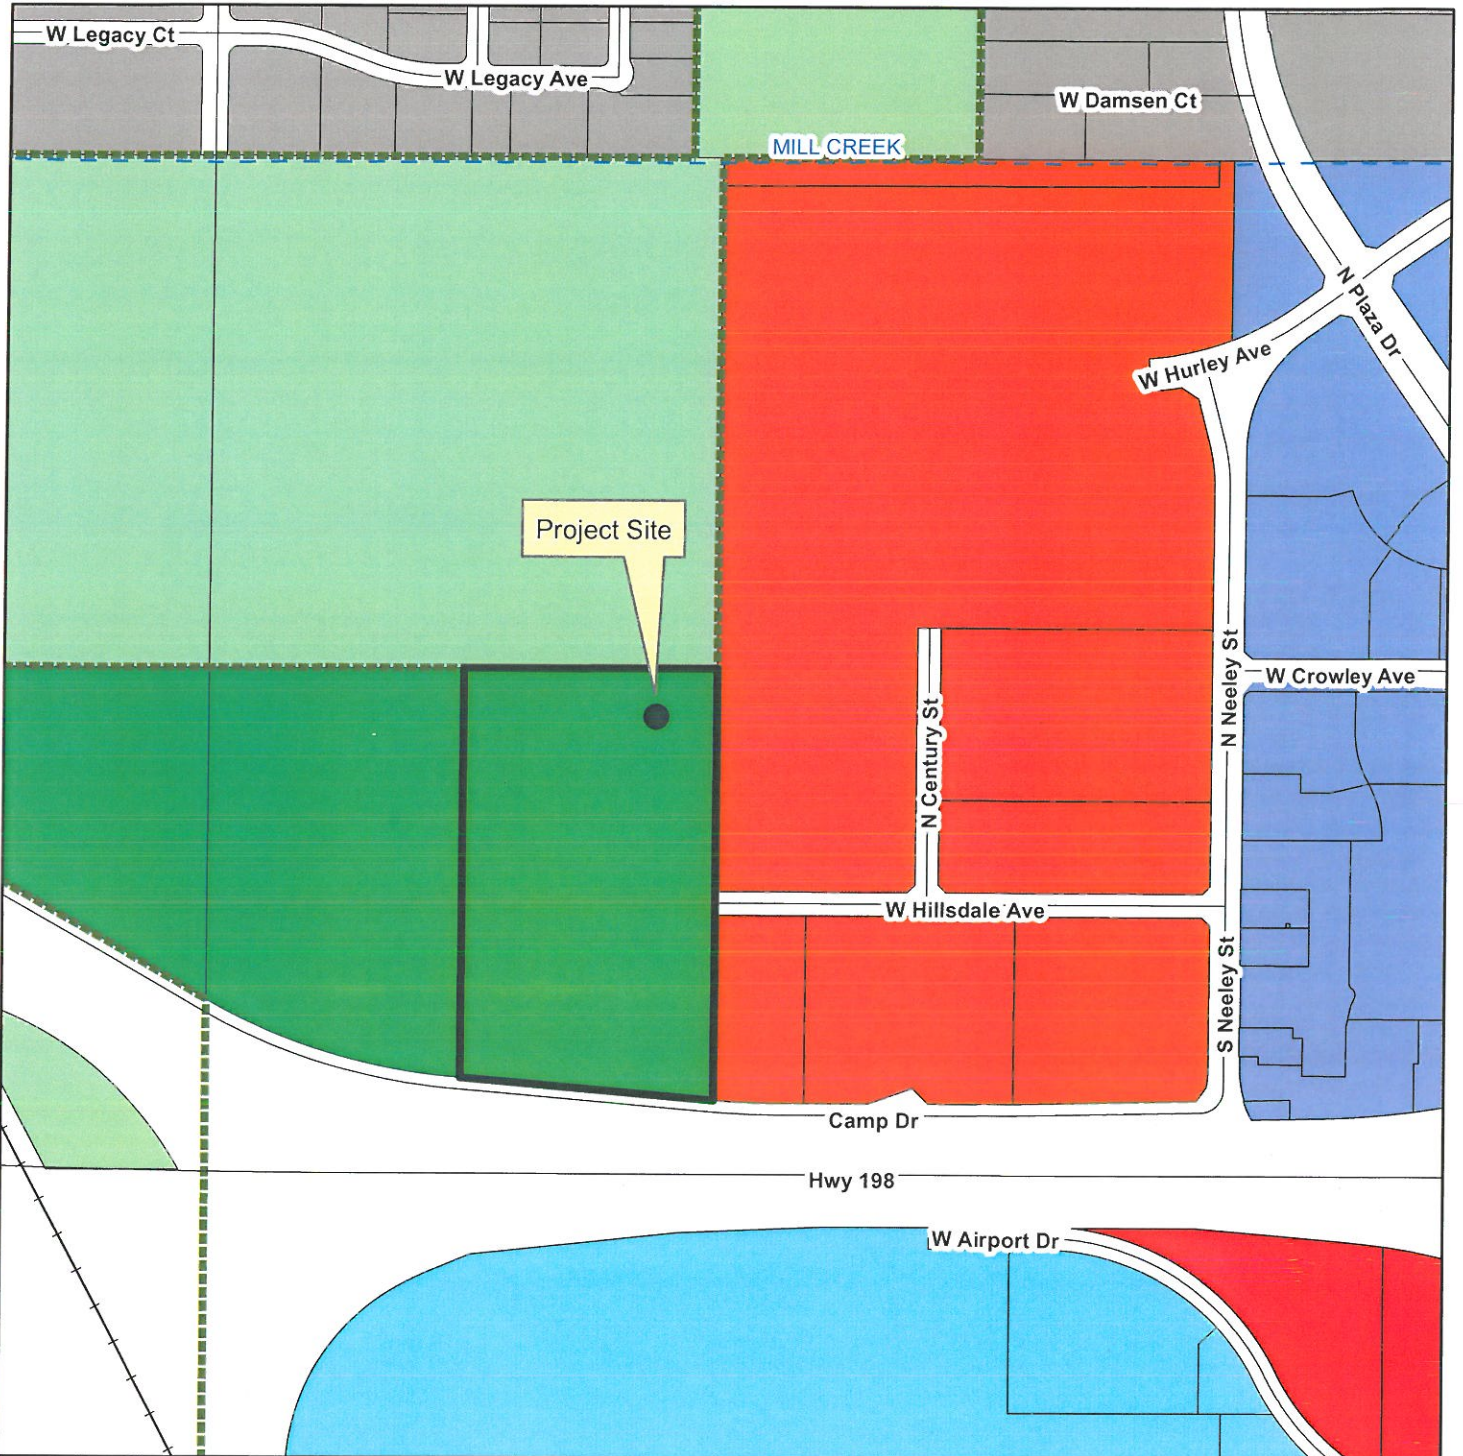 W Legacy Ct
W Legacy Ave
W Damsen Ct
MILL CREEK
N Plaza Dr
W Hurley Ave
Project Site
N Neeley St
W Crowley Ave
N Century St
W Hillsdale Ave
S Neeley St
Camp Dr
Hwy 198
W Airport Dr